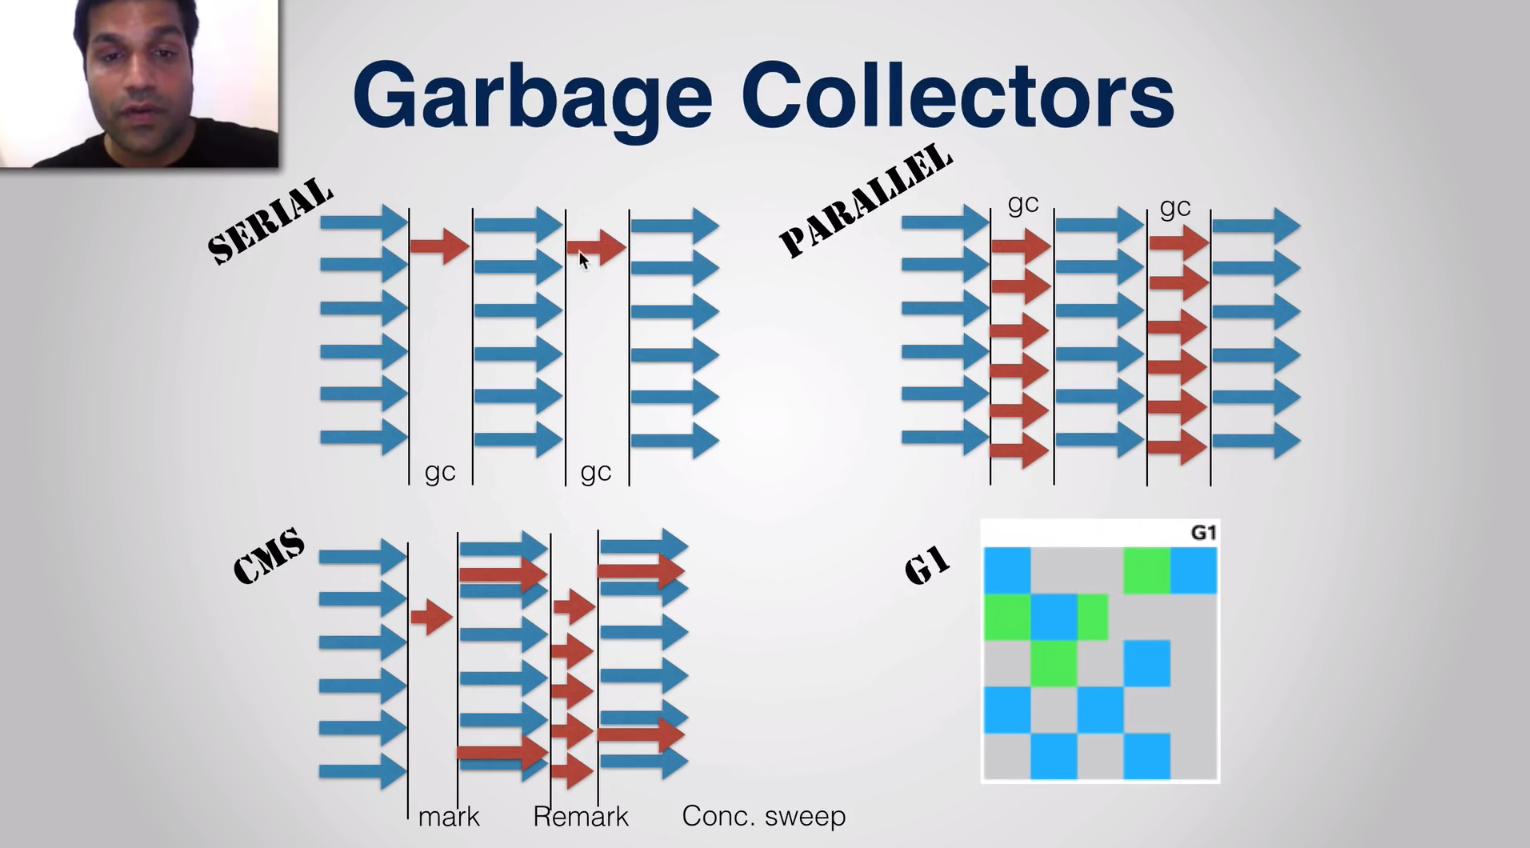 Garbage Collectors
SERIAL
gc gc
PARALLEL
gc gc
CMS
mark Remark Conc. sweep
G1
G1